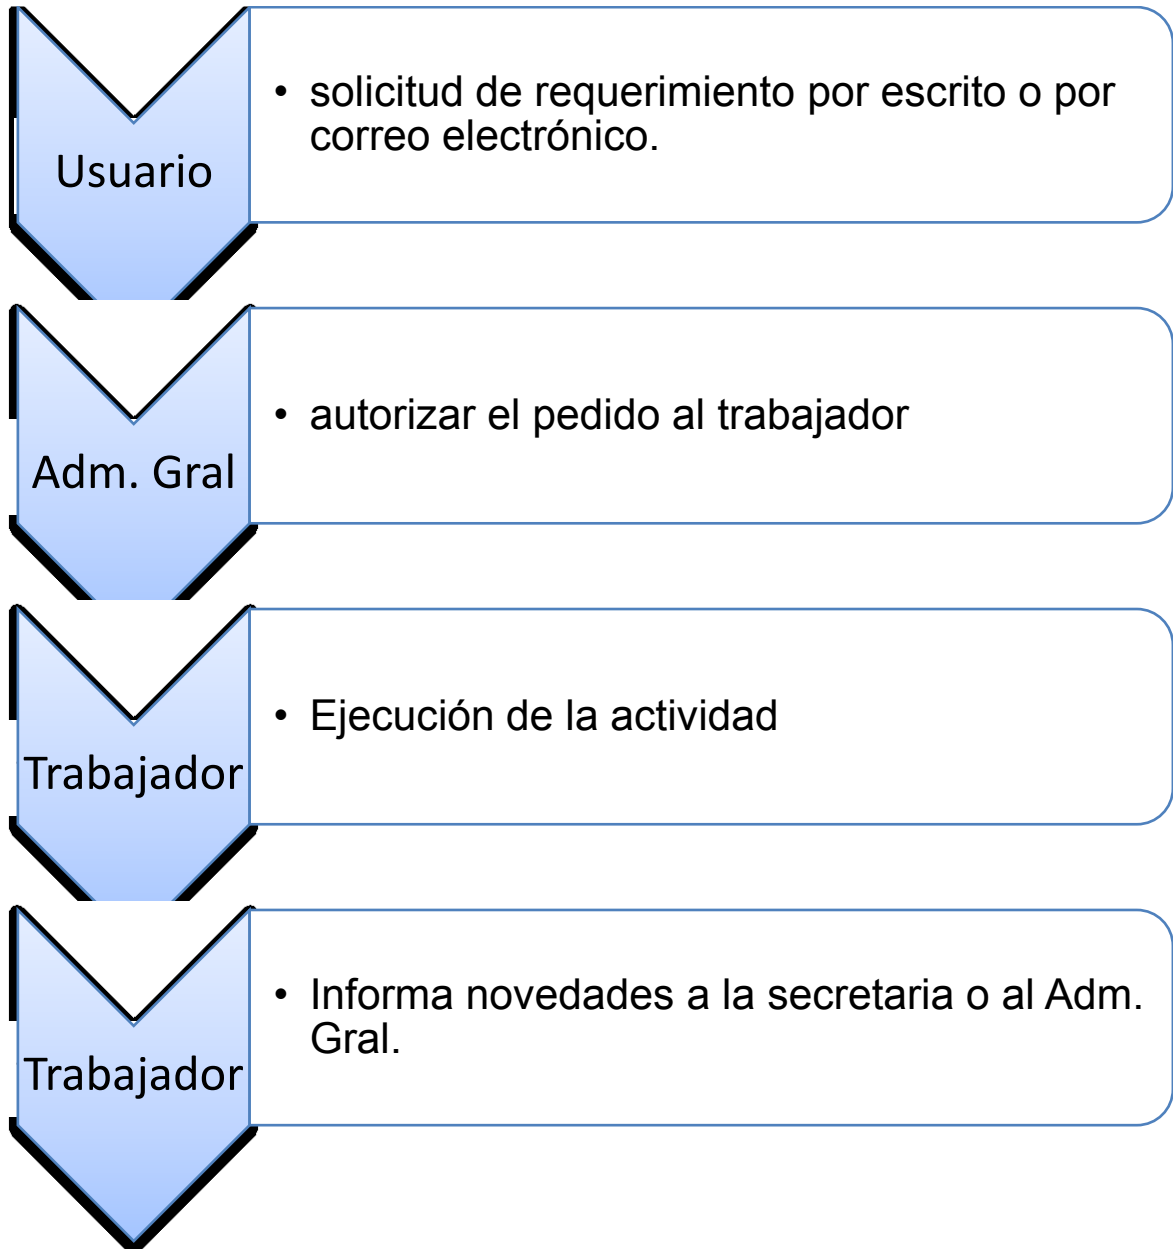 Usuario
• solicitud de requerimiento por escrito o por
correo electrónico.
Adm. Gral
• autorizar el pedido al trabajador
Trabajador
• Ejecución de la actividad
Trabajador
• Informa novedades a la secretaria o al Adm.
Gral.